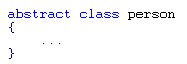 abstract class person
{
...
}